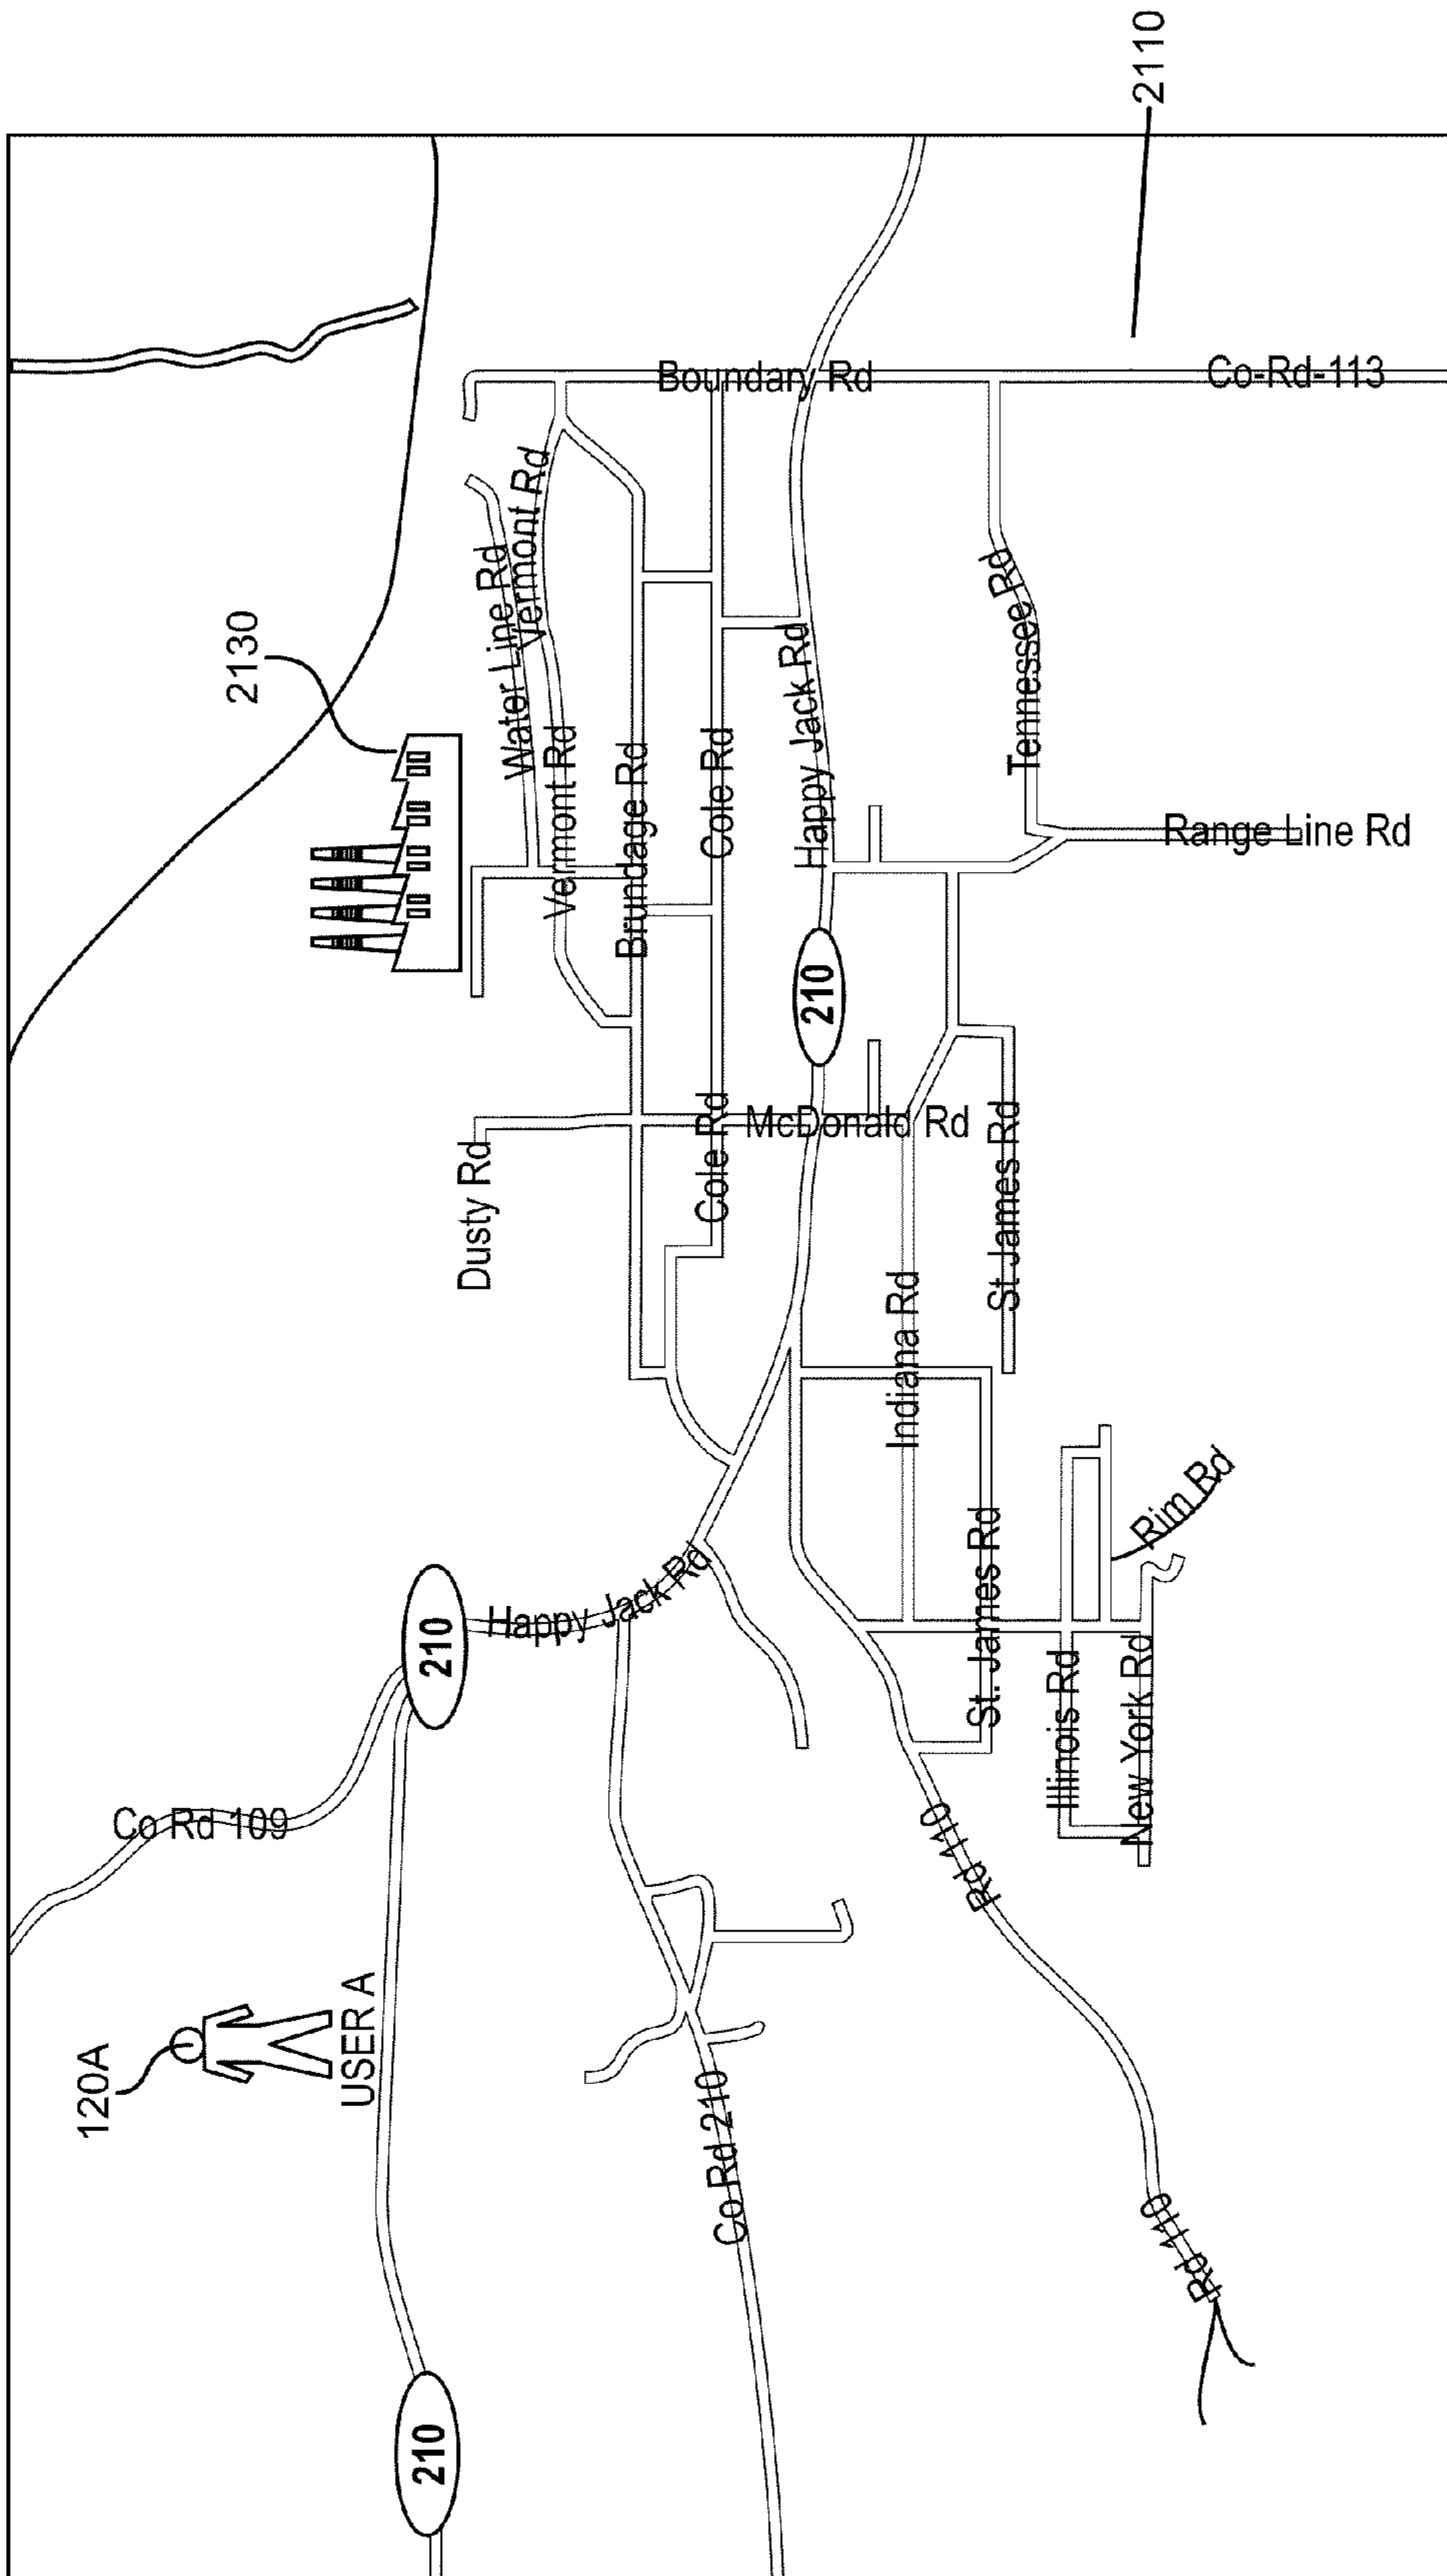 2110
Boundary Rd
Co-Rd-113
2130
Water Line Rd
Vermont Rd
Vermont Rd
Brundage Rd
Cole Rd
Happy Jack Rd
Tennessee Rd
Range Line Rd
210
Dusty Rd
Cole Rd
McDonald Rd
St James Rd
Indiana Rd
Rim Rd
210
Happy Jack Rd
St. James Rd
Illinois Rd
New York Rd
Co Rd 109
Rd 110
120A
USER A
Co Rd 210
Rd 110
210